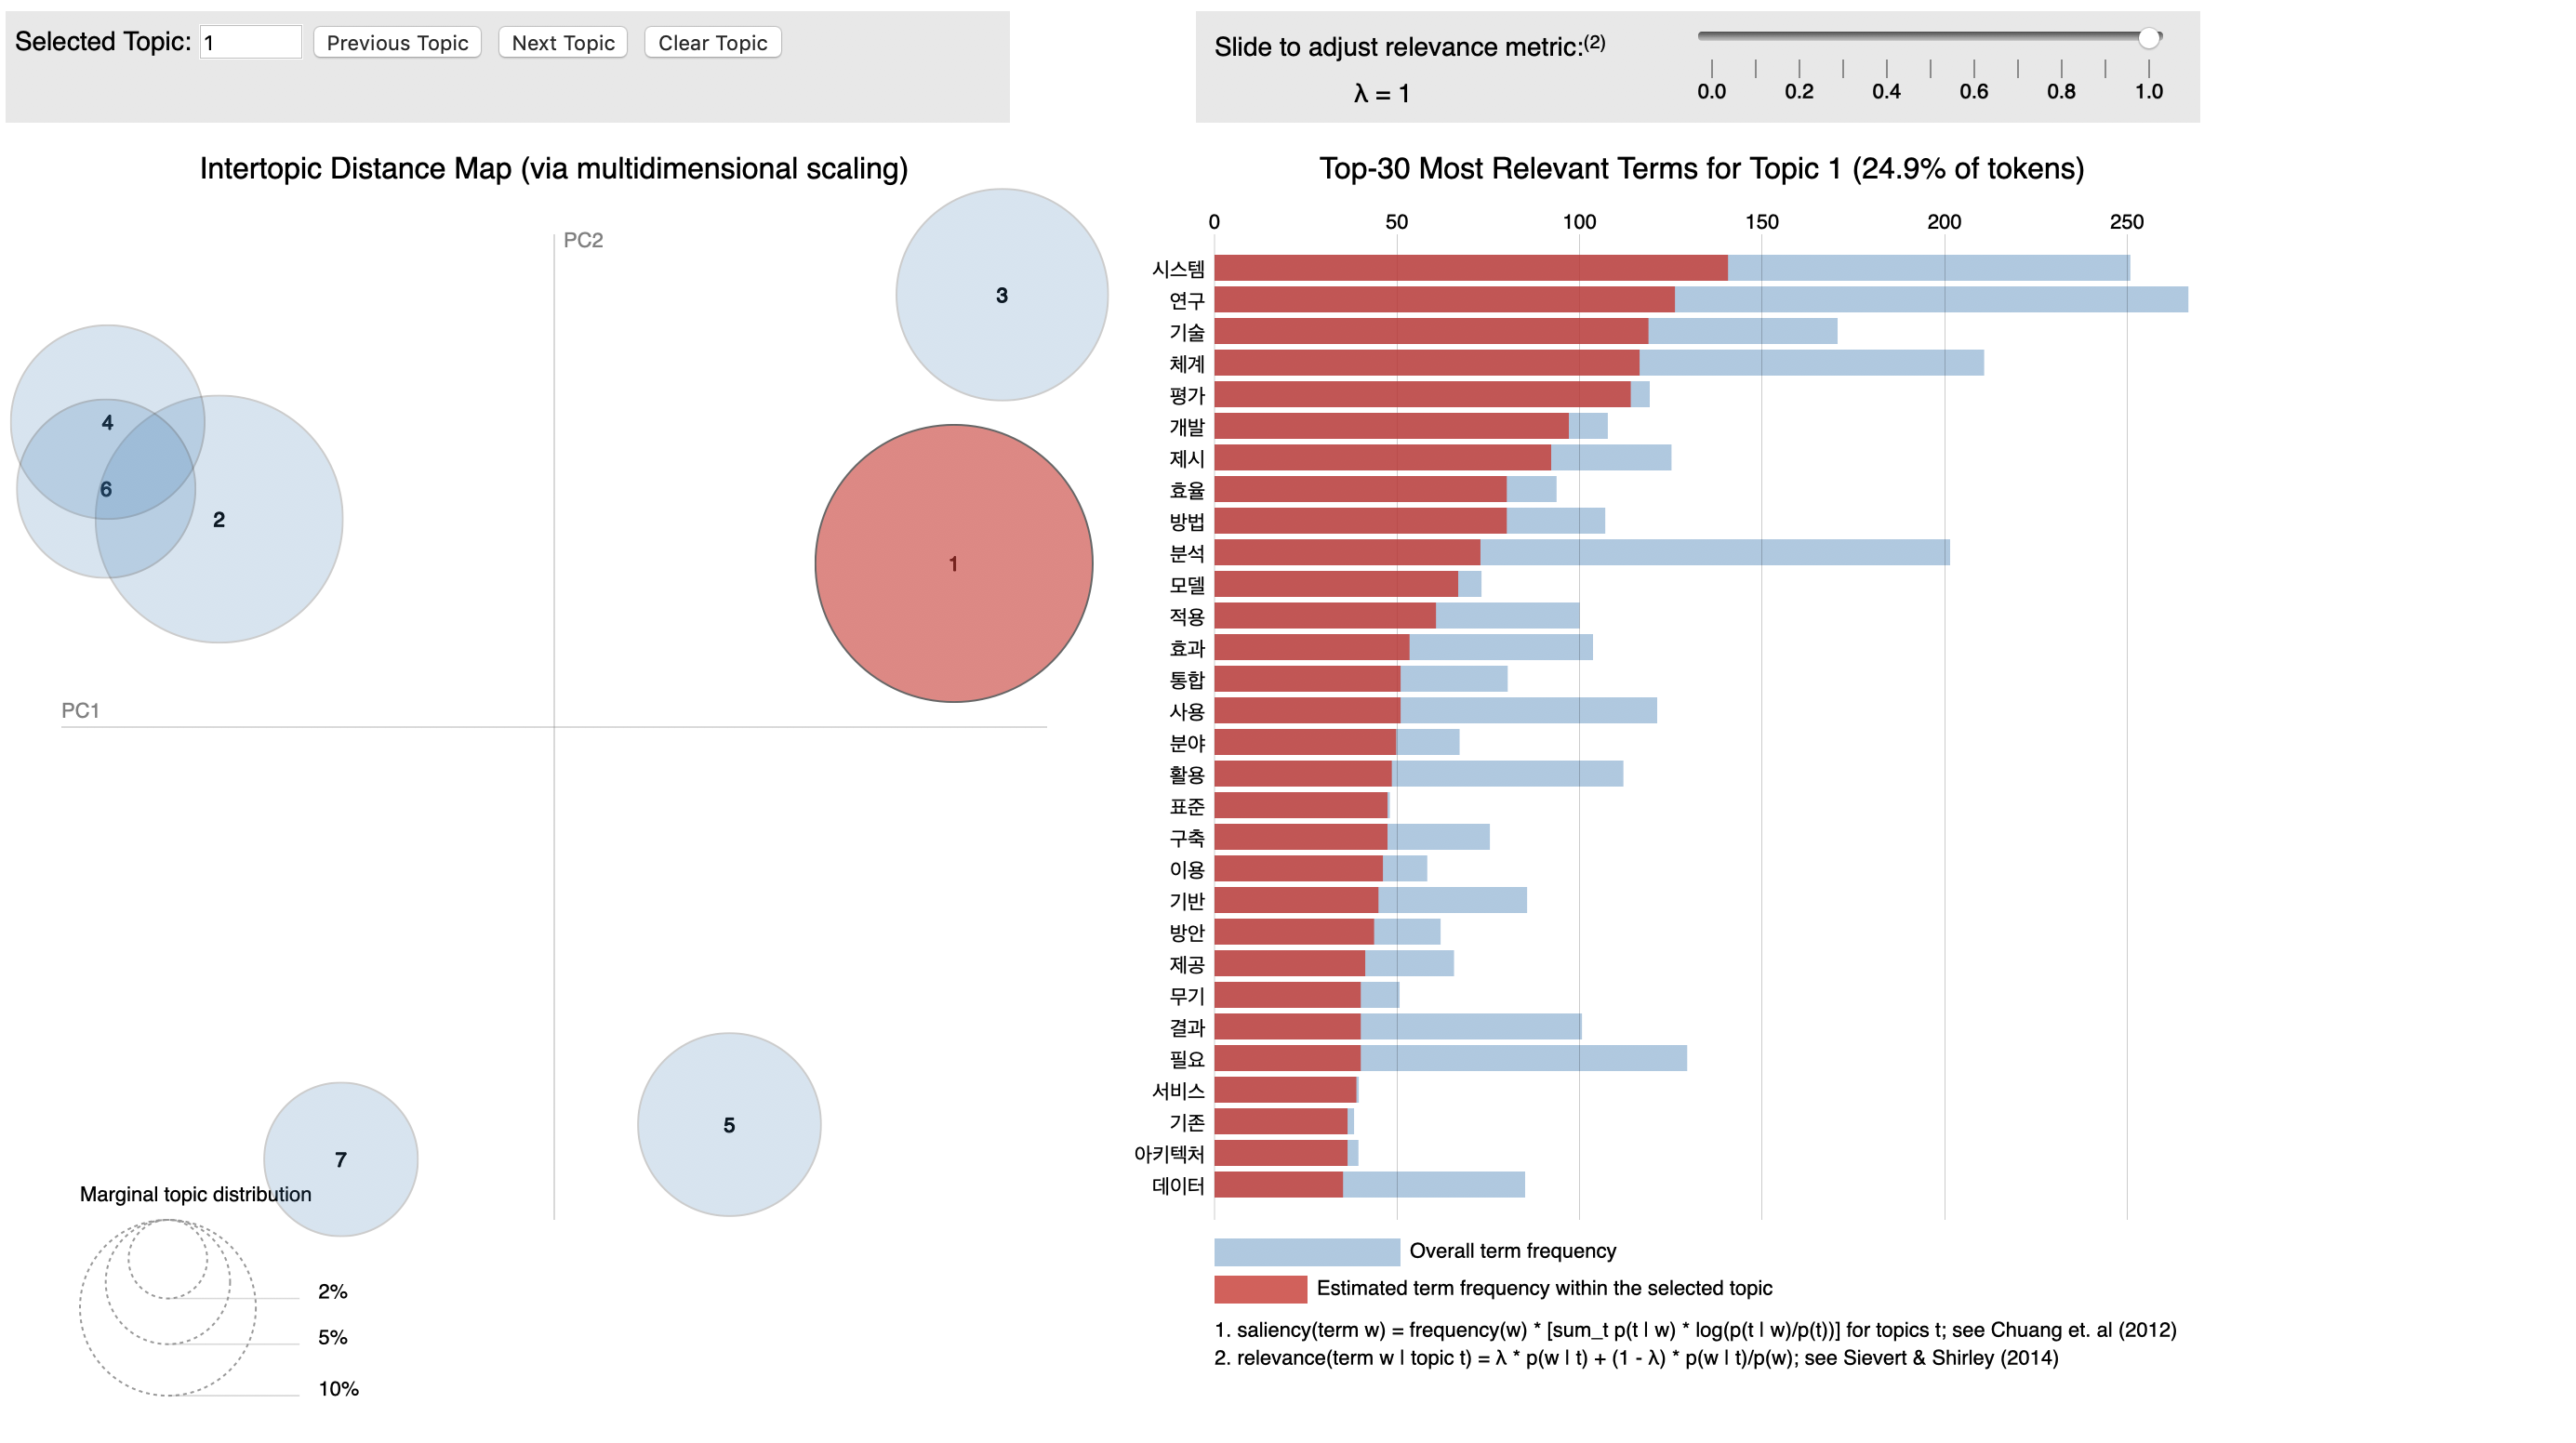 Selected Topic: 1 Previous Topic Next Topic Clear Topic
Slide to adjust relevance metric:(2)
λ = 1
0.0 0.2 0.4 0.6 0.8 1.0
Intertopic Distance Map (via multidimensional scaling)
PC2
PC1
3
4
6
2
1
5
7
Marginal topic distribution
2%
5%
10%
Top-30 Most Relevant Terms for Topic 1 (24.9% of tokens)
0 50 100 150 200 250
시스템
연구
기술
체계
평가
개발
제시
효율
방법
분석
모델
적용
효과
통합
사용
분야
활용
표준
구축
이용
기반
방안
제공
무기
결과
필요
서비스
기존
아키텍처
데이터
Overall term frequency
Estimated term frequency within the selected topic
1. saliency(term w) = frequency(w) * [sum_t p(t | w) * log(p(t | w)/p(t))] for topics t; see Chuang et. al (2012)
2. relevance(term w | topic t) = λ * p(w | t) + (1 - λ) * p(w | t)/p(w); see Sievert & Shirley (2014)